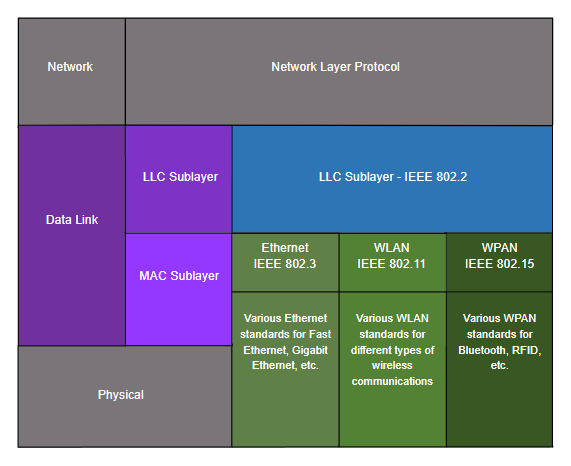 Network
Network Layer Protocol
Data Link
LLC Sublayer
LLC Sublayer - IEEE 802.2
MAC Sublayer
Ethernet
IEEE 802.3
WLAN
IEEE 802.11
WPAN
IEEE 802.15
Various Ethernet
standards for Fast
Ethernet, Gigabit
Ethernet, etc.
Various WLAN
standards for
different types of
wireless
communications
Various WPAN
standards for
Bluetooth, RFID,
etc.
Physical